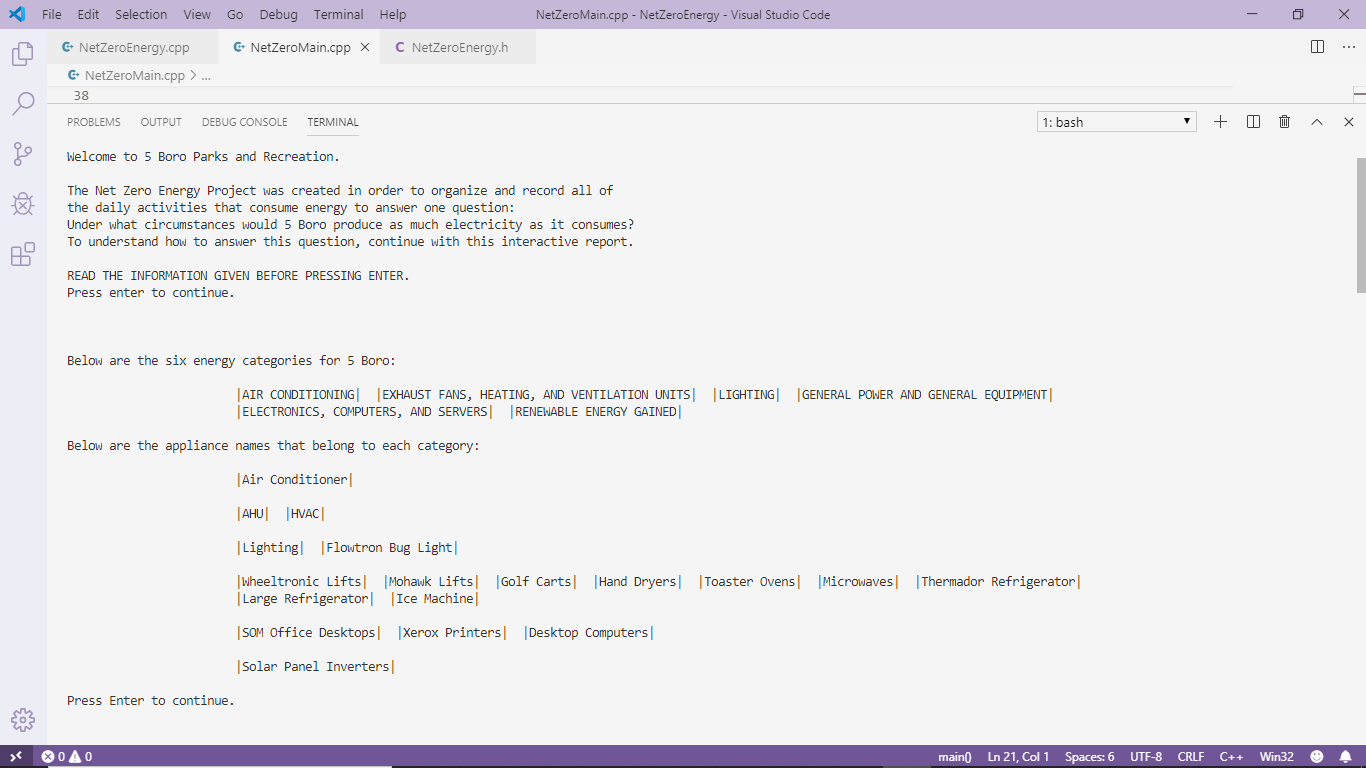 File Edit Selection View Go Debug Terminal Help NetZeroMain.cpp - NetZeroEnergy - Visual Studio Code
NetZeroEnergy.cpp NetZeroMain.cpp NetZeroEnergy.h
NetZeroMain.cpp > ...
38
PROBLEMS OUTPUT DEBUG CONSOLE TERMINAL 1: bash
Welcome to 5 Boro Parks and Recreation.
The Net Zero Energy Project was created in order to organize and record all of
the daily activities that consume energy to answer one question:
Under what circumstances would 5 Boro produce as much electricity as it consumes?
To understand how to answer this question, continue with this interactive report.
READ THE INFORMATION GIVEN BEFORE PRESSING ENTER.
Press enter to continue.
Below are the six energy categories for 5 Boro:
|AIR CONDITIONING| |EXHAUST FANS, HEATING, AND VENTILATION UNITS| |LIGHTING| |GENERAL POWER AND GENERAL EQUIPMENT|
|ELECTRONICS, COMPUTERS, AND SERVERS| |RENEWABLE ENERGY GAINED|
Below are the appliance names that belong to each category:
|Air Conditioner|
|AHU| |HVAC|
|Lighting| |Flowtron Bug Light|
|Wheeltronic Lifts| |Mohawk Lifts| |Golf Carts| |Hand Dryers| |Toaster Ovens| |Microwaves| |Thermador Refrigerator|
|Large Refrigerator| |Ice Machine|
|SOM Office Desktops| |Xerox Printers| |Desktop Computers|
|Solar Panel Inverters|
Press Enter to continue.
0 0 main() Ln 21, Col 1 Spaces: 6 UTF-8 CRLF C++ Win32